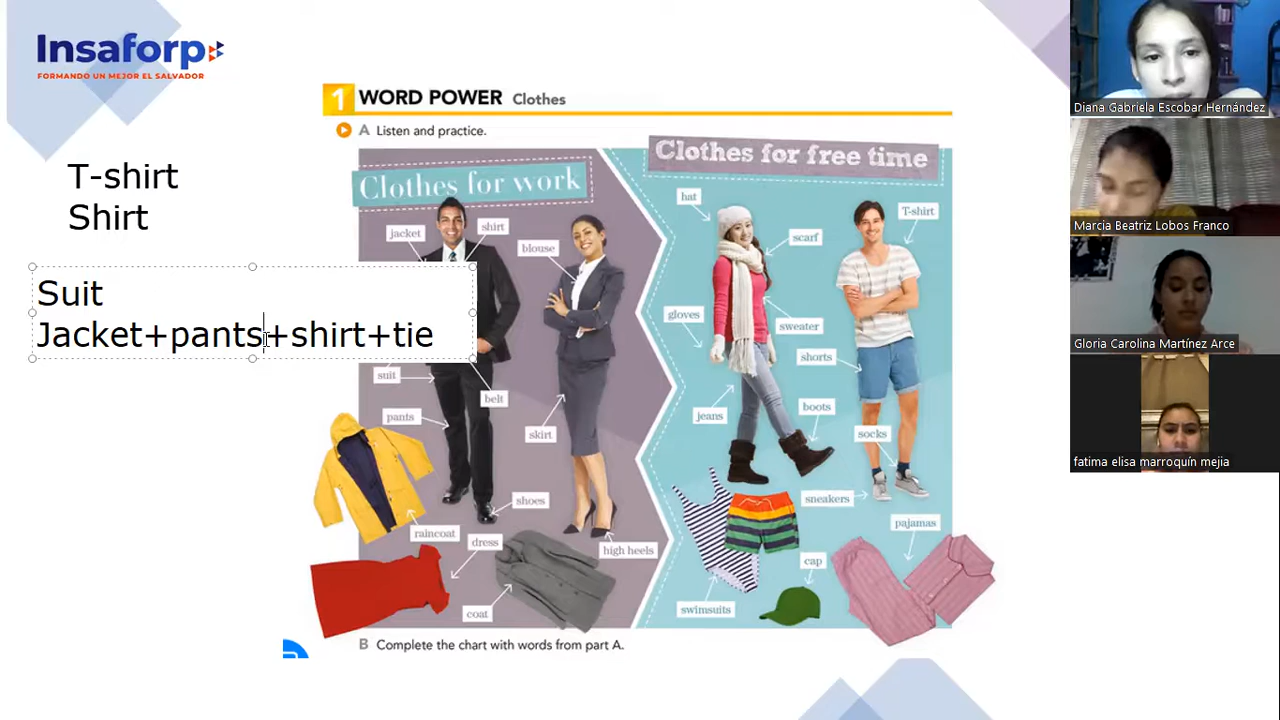 Insaforp
FORMANDO UN MEJOR EL SALVADOR
T-shirt
Shirt
Suit
Jacket+pants+shirt+tie
1 WORD POWER Clothes
A Listen and practice.
Clothes for work
jacket
shirt
blouse
suit
belt
pants
skirt
shoes
raincoat
dress
high heels
coat
Clothes for free time
hat
T-shirt
scarf
gloves
sweater
shorts
jeans
boots
socks
sneakers
pajamas
cap
swimsuits
B Complete the chart with words from part A.
Diana Gabriela Escobar Hernández
Marcia Beatriz Lobos Franco
Gloria Carolina Martínez Arce
fatima elisa marroquín mejia